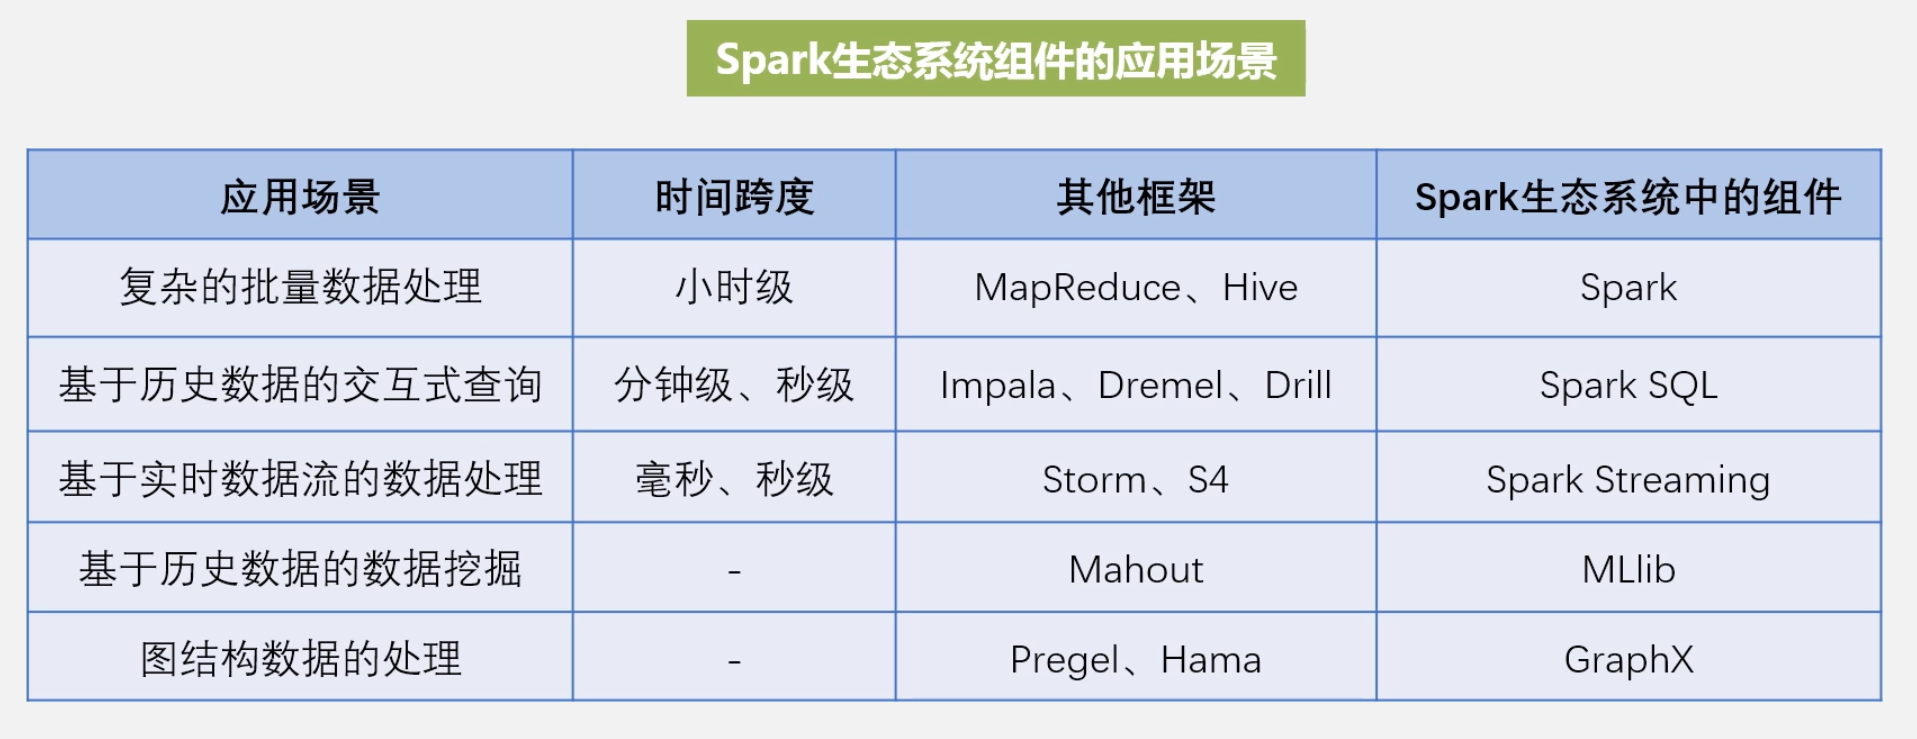 Spark生态系统组件的应用场景
应用场景 时间跨度 其他框架 Spark生态系统中的组件
复杂的批量数据处理 小时级 MapReduce、Hive Spark
基于历史数据的交互式查询 分钟级、秒级 Impala、Dremel、Drill Spark SQL
基于实时数据流的数据处理 毫秒、秒级 Storm、S4 Spark Streaming
基于历史数据的数据挖掘 - Mahout MLlib
图结构数据的处理 - Pregel、Hama GraphX